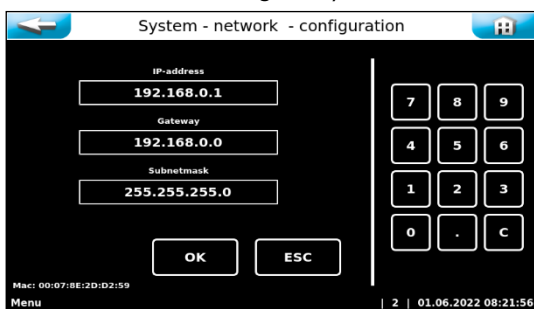 System - network - configuration
IP-address
192.168.0.1
Gateway
192.168.0.0
Subnetmask
255.255.255.0
OK ESC
7 8 9
4 5 6
1 2 3
0 . C
Mac: 00:07:8E:2D:D2:59
Menu | 2 | 01.06.2022 08:21:56